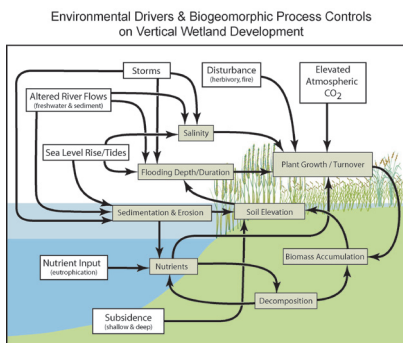 Environmental Drivers & Biogeomorphic Process Controls
on Vertical Wetland Development
Storms
Disturbance
(herbivory, fire)
Elevated
Atmospheric
CO2
Altered River Flows
(freshwater & sediment)
Salinity
Sea Level Rise/Tides
Flooding Depth/Duration
Plant Growth / Turnover
Sedimentation & Erosion
Soil Elevation
Nutrient Input
(eutrophication)
Nutrients
Biomass Accumulation
Decomposition
Subsidence
(shallow & deep)